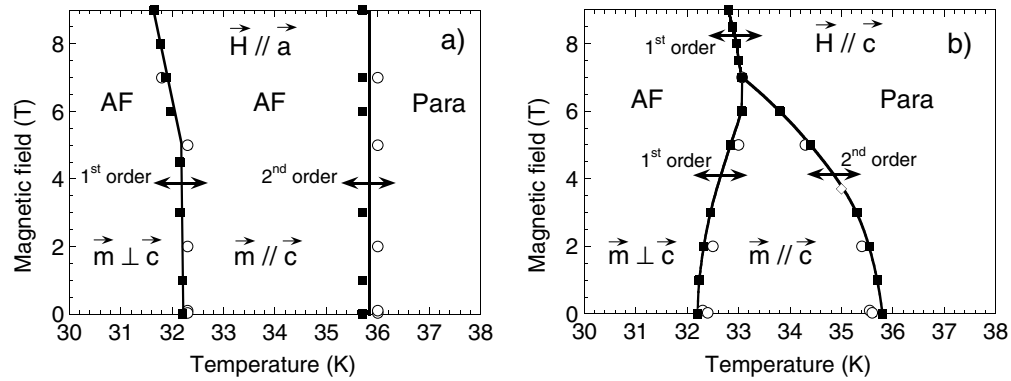 H // a
a)
AF
AF
Para
1st order
2nd order
m ⊥ c
m // c
Magnetic field (T)
0
2
4
6
8
30 31 32 33 34 35 36 37 38
Temperature (K)
H // c
b)
1st order
AF
Para
1st order
2nd order
m ⊥ c
m // c
Magnetic field (T)
0
2
4
6
8
30 31 32 33 34 35 36 37 38
Temperature (K)